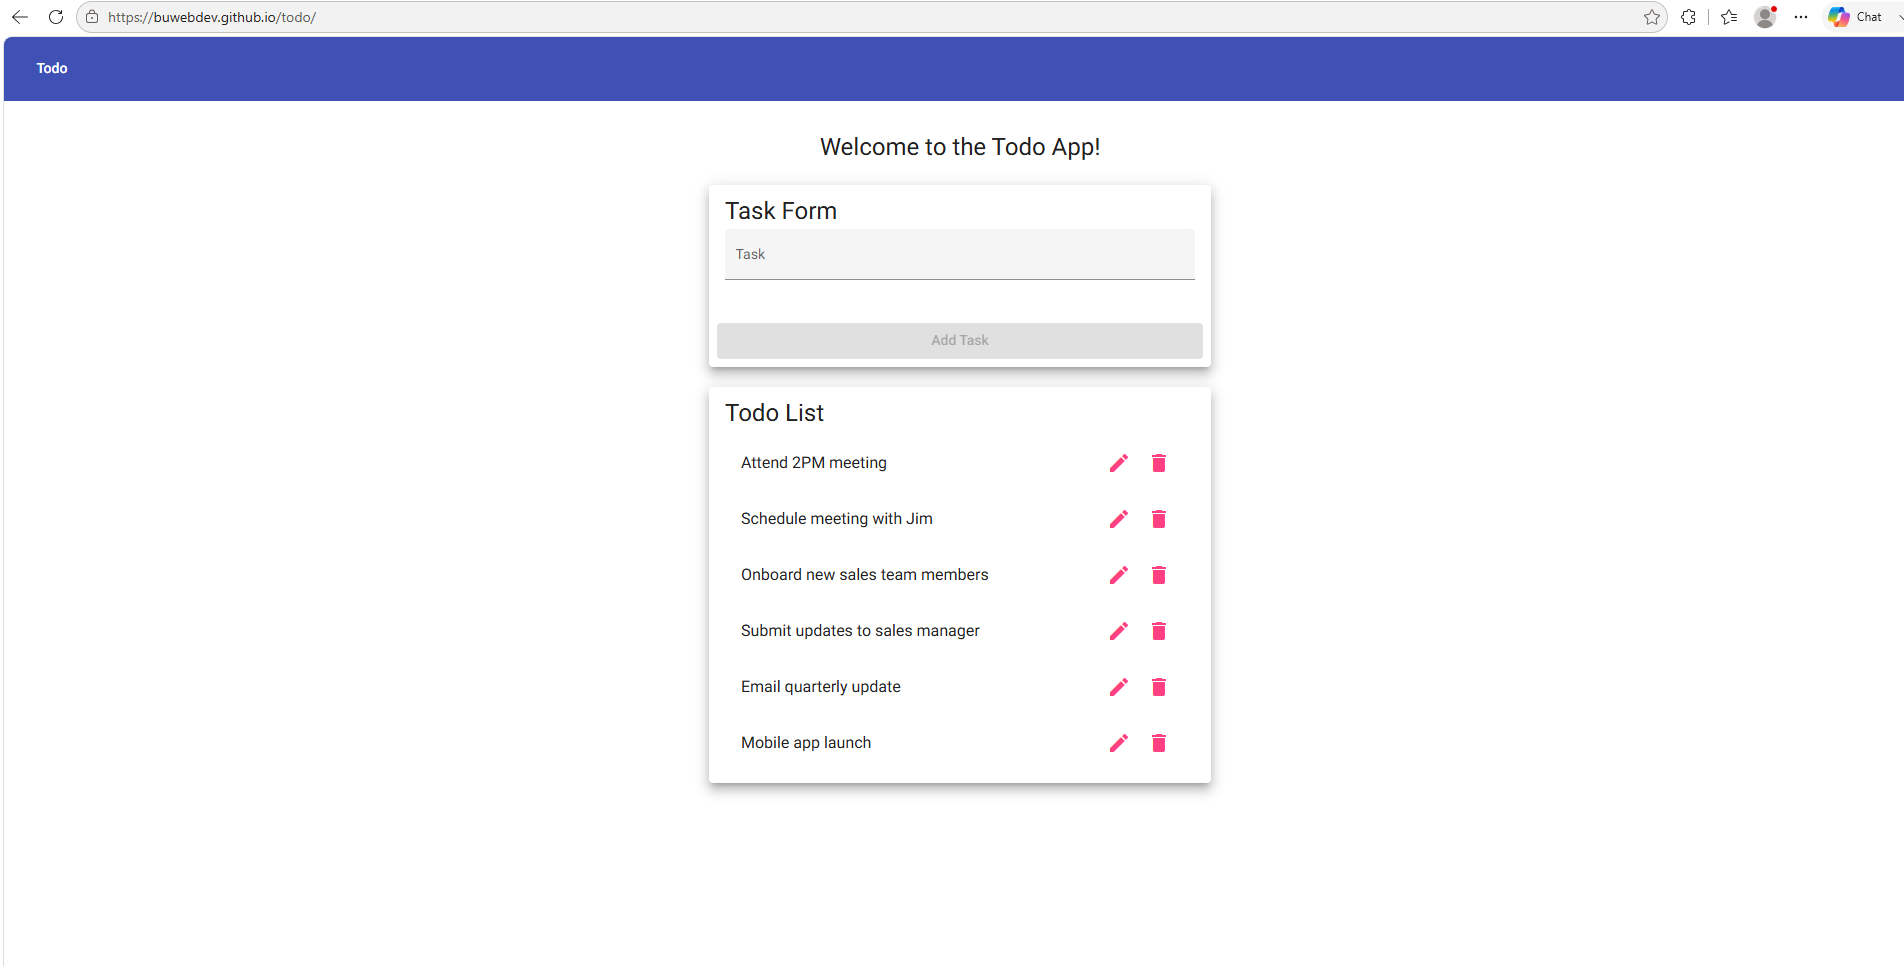 https://buwebdev.github.io/todo/
Chat
Todo
Welcome to the Todo App!
Task Form
Task
Add Task
Todo List
Attend 2PM meeting
Schedule meeting with Jim
Onboard new sales team members
Submit updates to sales manager
Email quarterly update
Mobile app launch